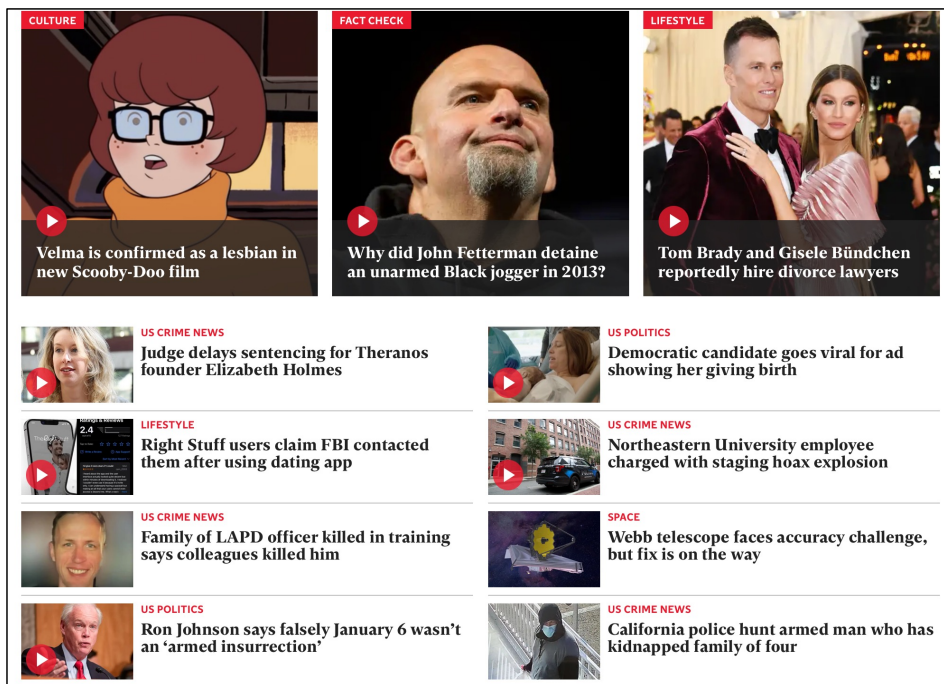 CULTURE
Velma is confirmed as a lesbian in
new Scooby-Doo film
FACT CHECK
Why did John Fetterman detaine
an unarmed Black jogger in 2013?
LIFESTYLE
Tom Brady and Gisele Bündchen
reportedly hire divorce lawyers
US CRIME NEWS
Judge delays sentencing for Theranos
founder Elizabeth Holmes
US POLITICS
Democratic candidate goes viral for ad
showing her giving birth
LIFESTYLE
Right Stuff users claim FBI contacted
them after using dating app
Ratings & Reviews
2.4
US CRIME NEWS
Northeastern University employee
charged with staging hoax explosion
US CRIME NEWS
Family of LAPD officer killed in training
says colleagues killed him
SPACE
Webb telescope faces accuracy challenge,
but fix is on the way
US POLITICS
Ron Johnson says falsely January 6 wasn't
an ‘armed insurrection’
US CRIME NEWS
California police hunt armed man who has
kidnapped family of four